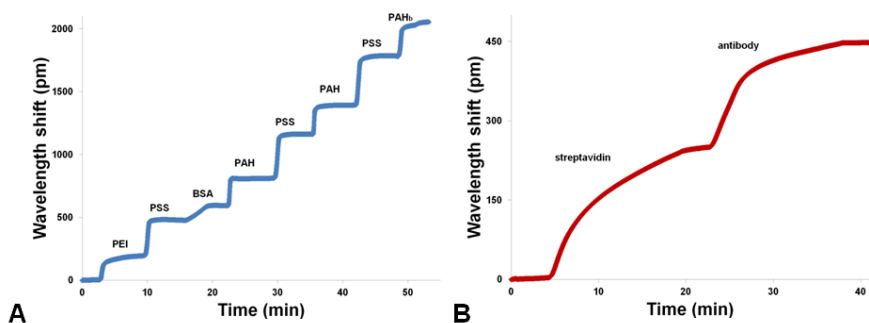 Wavelength shift (pm)
2000
1500
1000
500
0
PEI
PSS
BSA
PAH
PSS
PAH
PSS
PAHb
0 10 20 30 40 50
Time (min)
A
Wavelength shift (pm)
450
300
150
0
streptavidin
antibody
0 10 20 30 40
Time (min)
B